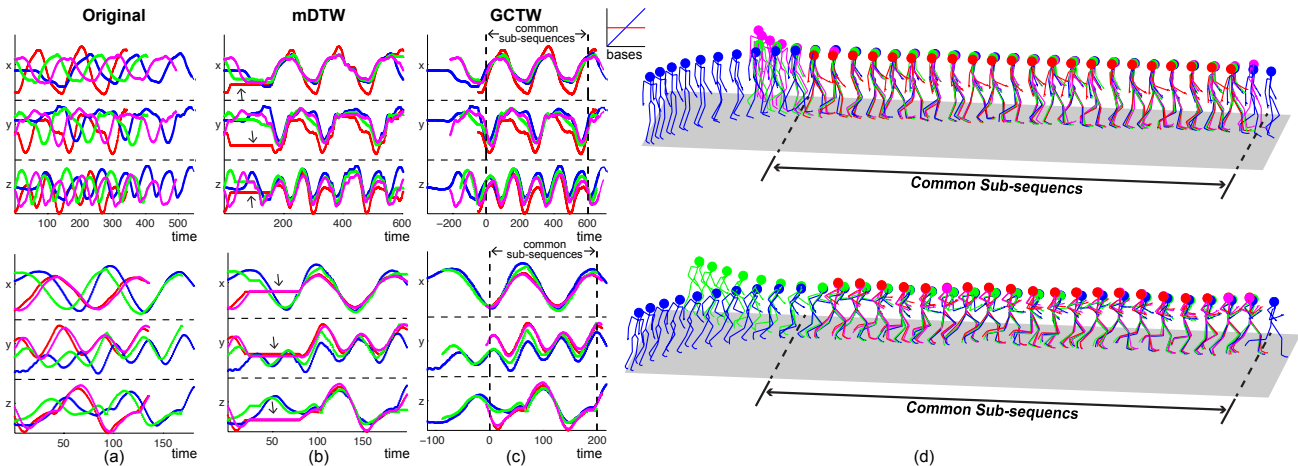 Original
mDTW
GCTW
common
sub-sequences
bases
x
y
z
100 200 300 400 500
time
200 400 600
time
−200 0 200 400 600
time
Common Sub-sequencs
common
sub-sequences
x
y
z
50 100 150
time
50 100 150
time
−100 0 100 200
time
Common Sub-sequencs
(a)
(b)
(c)
(d)
x
y
z
x
y
z
x
y
z
x
y
z